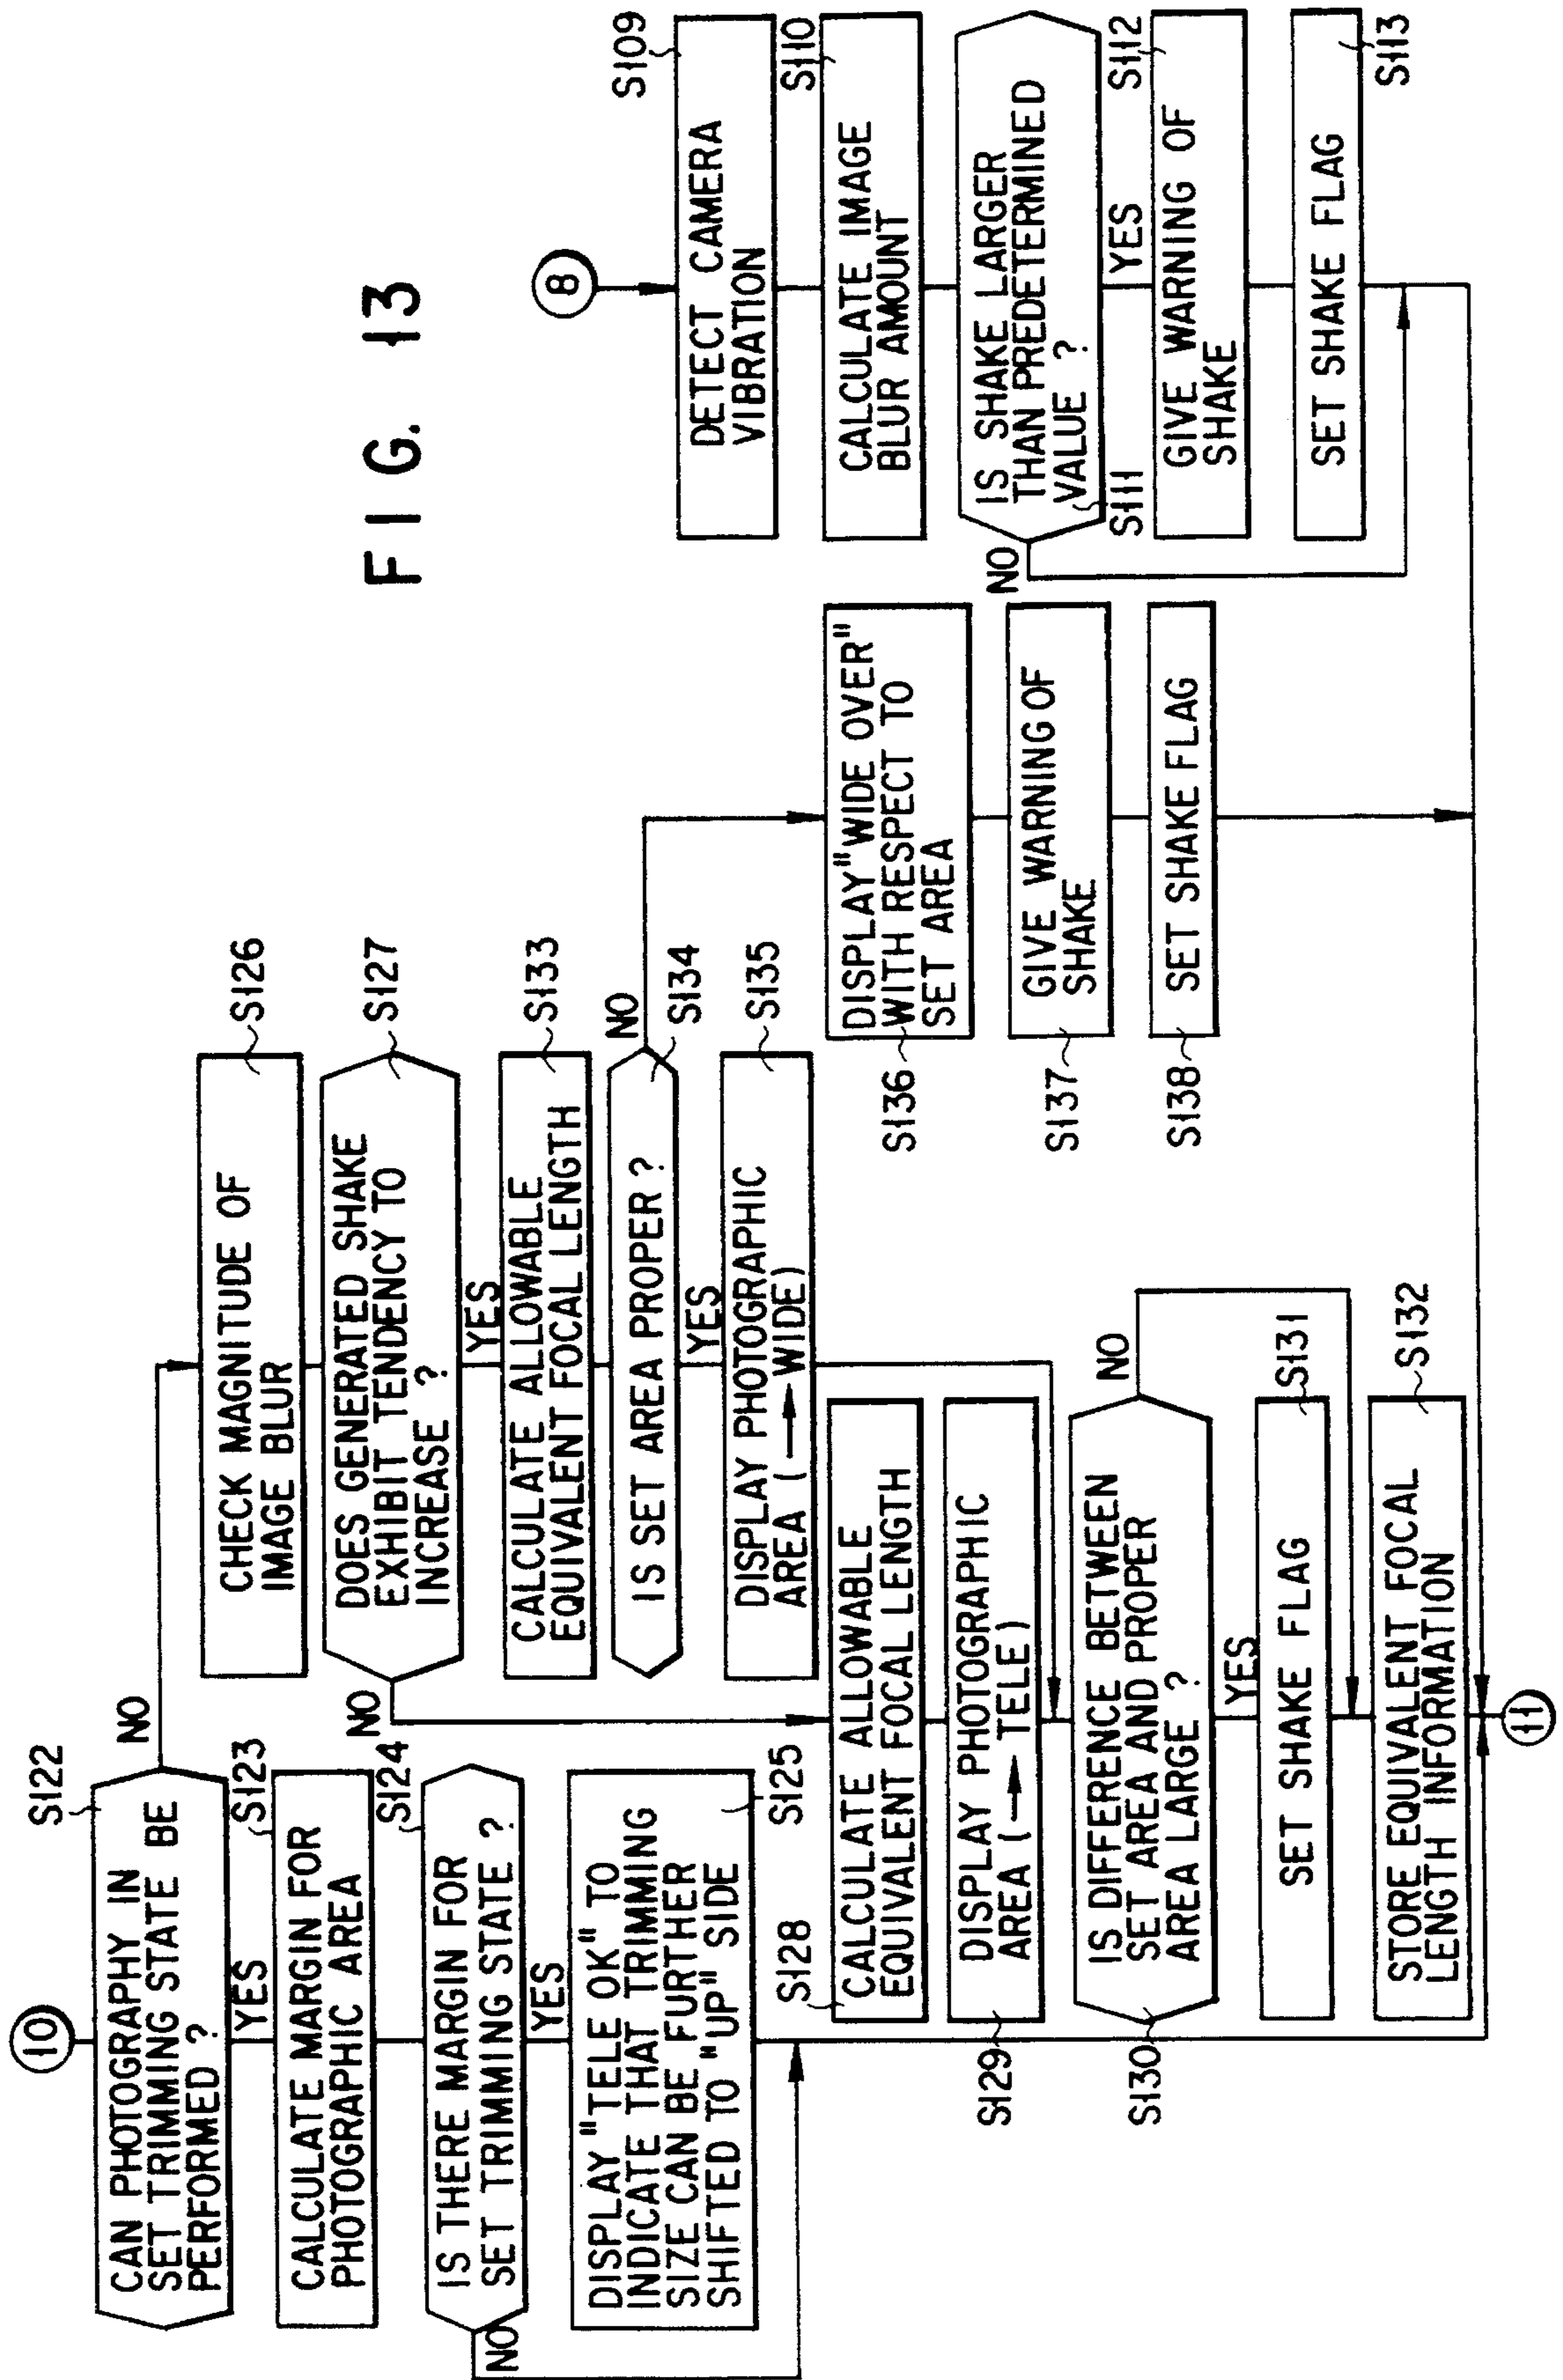 FIG. 13
10
CAN PHOTOGRAPHY IN
SET TRIMMING STATE BE
PERFORMED ?
S122
NO
YES
CALCULATE MARGIN FOR
PHOTOGRAPHIC AREA
S123
IS THERE MARGIN FOR
SET TRIMMING STATE ?
S124
NO
YES
DISPLAY "TELE OK" TO
INDICATE THAT TRIMMING
SIZE CAN BE FURTHER
SHIFTED TO "UP" SIDE
S125
CHECK MAGNITUDE OF
IMAGE BLUR
S126
DOES GENERATED SHAKE
EXHIBIT TENDENCY TO
INCREASE ?
S127
NO
YES
CALCULATE ALLOWABLE
EQUIVALENT FOCAL LENGTH
S133
IS SET AREA PROPER ?
S134
NO
YES
DISPLAY PHOTOGRAPHIC
AREA (→ WIDE)
S135
S128
CALCULATE ALLOWABLE
EQUIVALENT FOCAL LENGTH
S129
DISPLAY PHOTOGRAPHIC
AREA (→ TELE)
S130
IS DIFFERENCE BETWEEN
SET AREA AND PROPER
AREA LARGE ?
NO
YES
SET SHAKE FLAG
S131
STORE EQUIVALENT FOCAL
LENGTH INFORMATION
S132
11
DISPLAY "WIDE OVER"
WITH RESPECT TO
SET AREA
S136
GIVE WARNING OF
SHAKE
S137
SET SHAKE FLAG
S138
8
DETECT CAMERA
VIBRATION
S109
CALCULATE IMAGE
BLUR AMOUNT
S110
IS SHAKE LARGER
THAN PREDETERMINED
VALUE ?
S111
NO
YES
GIVE WARNING OF
SHAKE
S112
SET SHAKE FLAG
S113